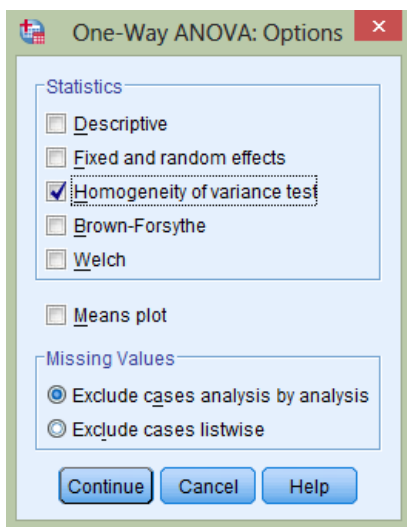 One-Way ANOVA: Options
Statistics
Descriptive
Fixed and random effects
Homogeneity of variance test
Brown-Forsythe
Welch
Means plot
Missing Values
Exclude cases analysis by analysis
Exclude cases listwise
Continue Cancel Help